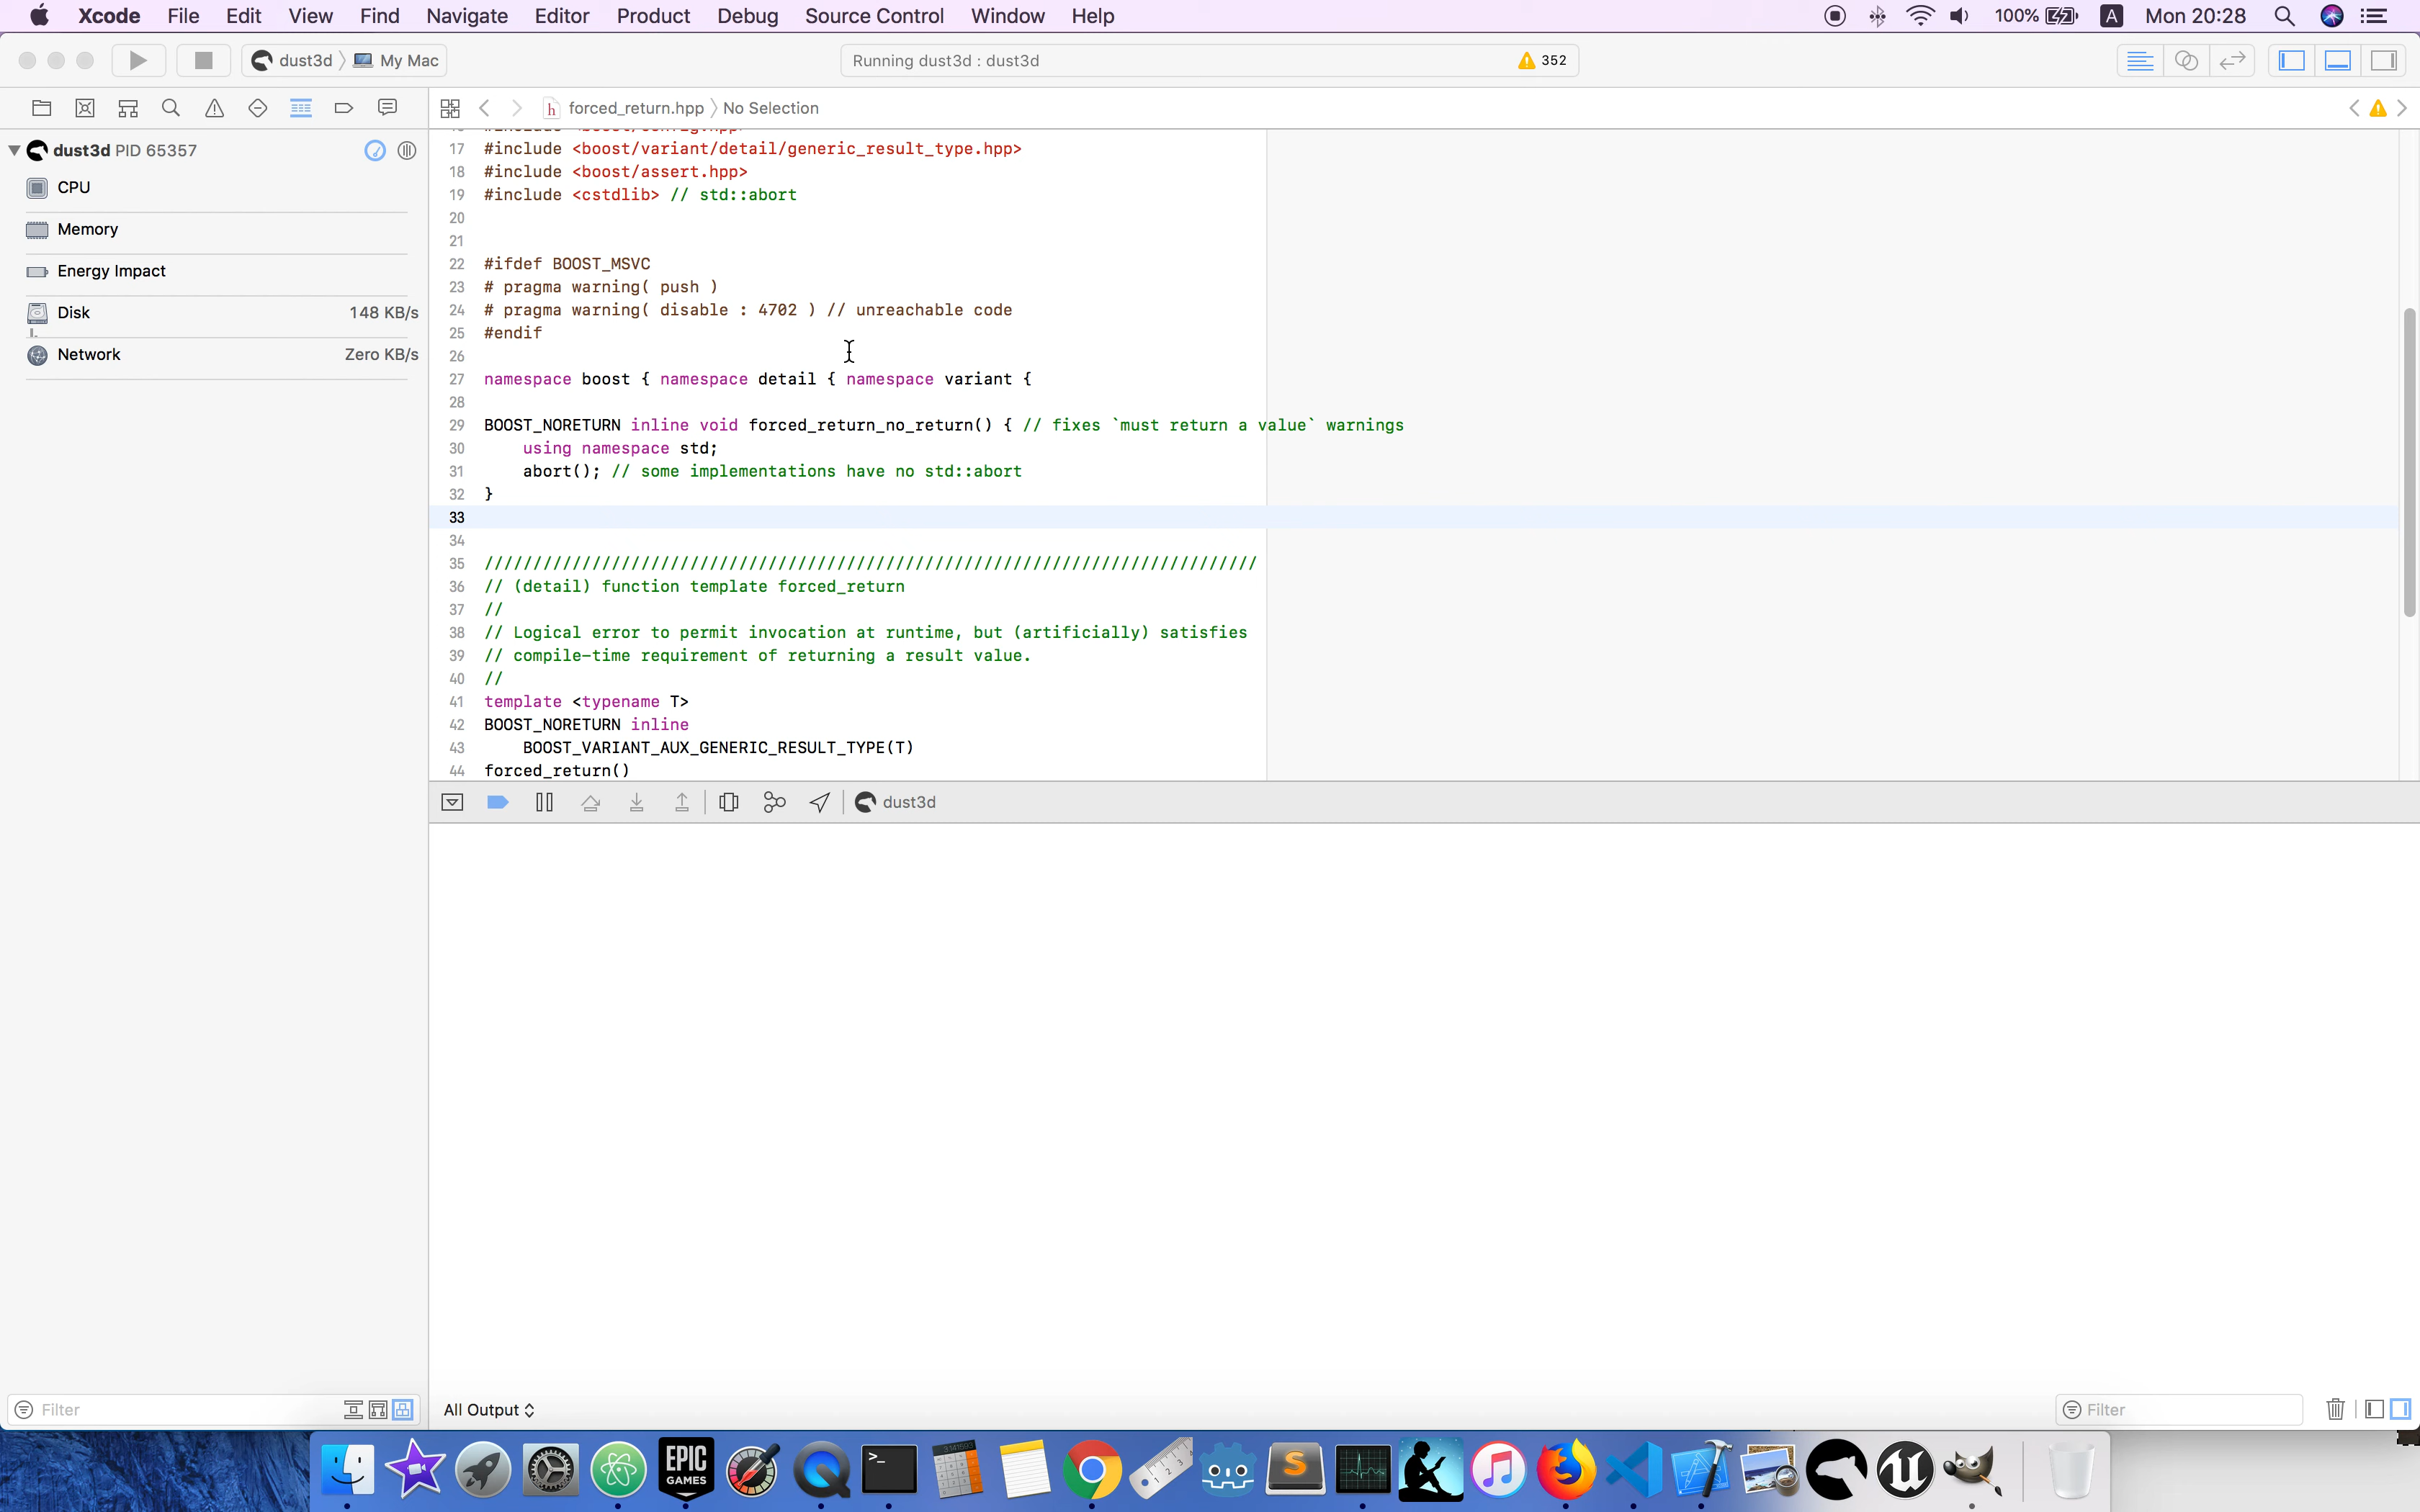 Xcode File Edit View Find Navigate Editor Product Debug Source Control Window Help 100% A Mon 20:28
dust3d 〉 My Mac Running dust3d : dust3d 352
forced_return.hpp 〉 No Selection
dust3d PID 65357
CPU
Memory
Energy Impact
Disk 148 KB/s
Network Zero KB/s
Filter
17 #include <boost/variant/detail/generic_result_type.hpp>
18 #include <boost/assert.hpp>
19 #include <cstdlib> // std::abort
20
21
22 #ifdef BOOST_MSVC
23 # pragma warning( push )
24 # pragma warning( disable : 4702 ) // unreachable code
25 #endif
26
27 namespace boost { namespace detail { namespace variant {
28
29 BOOST_NORETURN inline void forced_return_no_return() { // fixes `must return a value` warnings
30 using namespace std;
31 abort(); // some implementations have no std::abort
32 }
33
34
35 ///////////////////////////////////////////////////////////////////////////////
36 // (detail) function template forced_return
37 //
38 // Logical error to permit invocation at runtime, but (artificially) satisfies
39 // compile-time requirement of returning a result value.
40 //
41 template <typename T>
42 BOOST_NORETURN inline
43 BOOST_VARIANT_AUX_GENERIC_RESULT_TYPE(T)
44 forced_return()
dust3d
All Output
Filter
EPIC
GAMES
>_
S